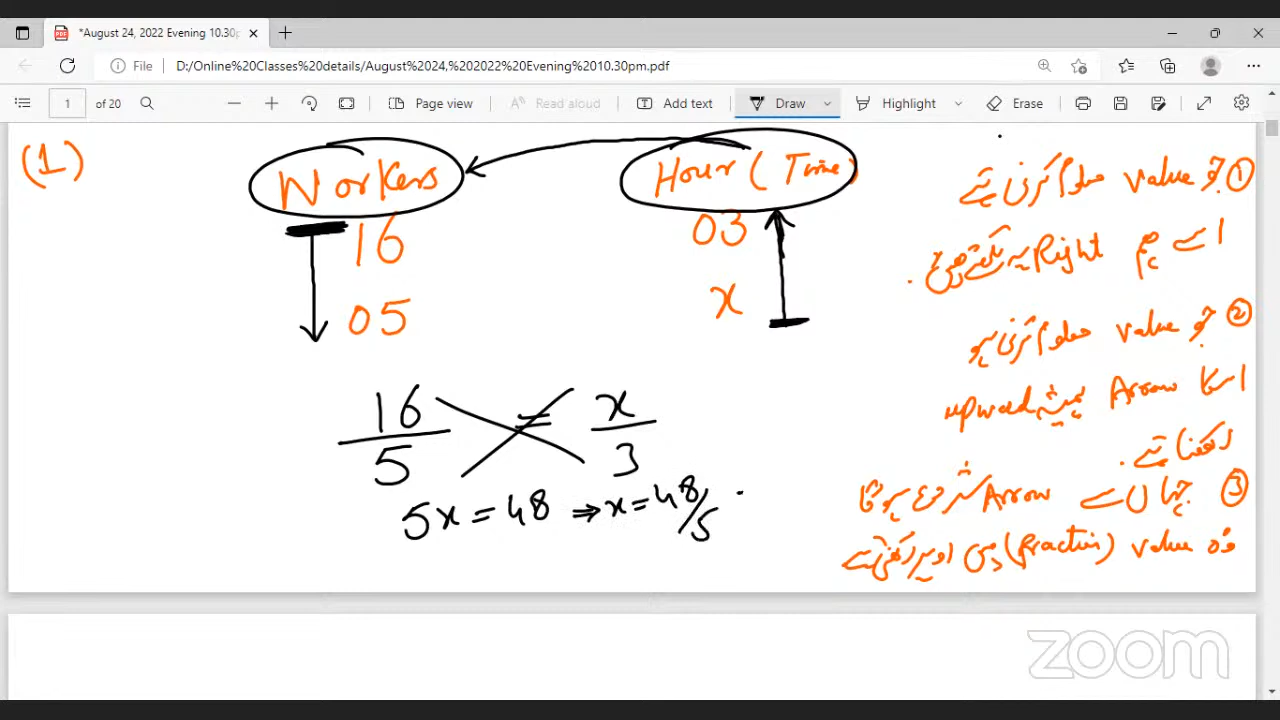 *August 24, 2022 Evening 10.30p
File D:/Online%20Classes%20details/August%2024,%202022%20Evening%2010.30pm.pdf
1 of 20 Page view Read aloud Add text Draw Highlight Erase
(1) Workers Hour (Time)
16 03
05 x
16/5 = x/3
5x = 48 ⇒ x = 48/5
① جو value معلوم کرنی ہے
اسے ہم Right پہ لکھتے ہیں.
② جو value معلوم کرنی ہو
اسکا Arrow ہمیشہ upward
رکھنا ہے.
③ جہاں سے Arrow شروع ہوگا
وہ value (fraction) میں اوپر رکھنی ہے
zoom